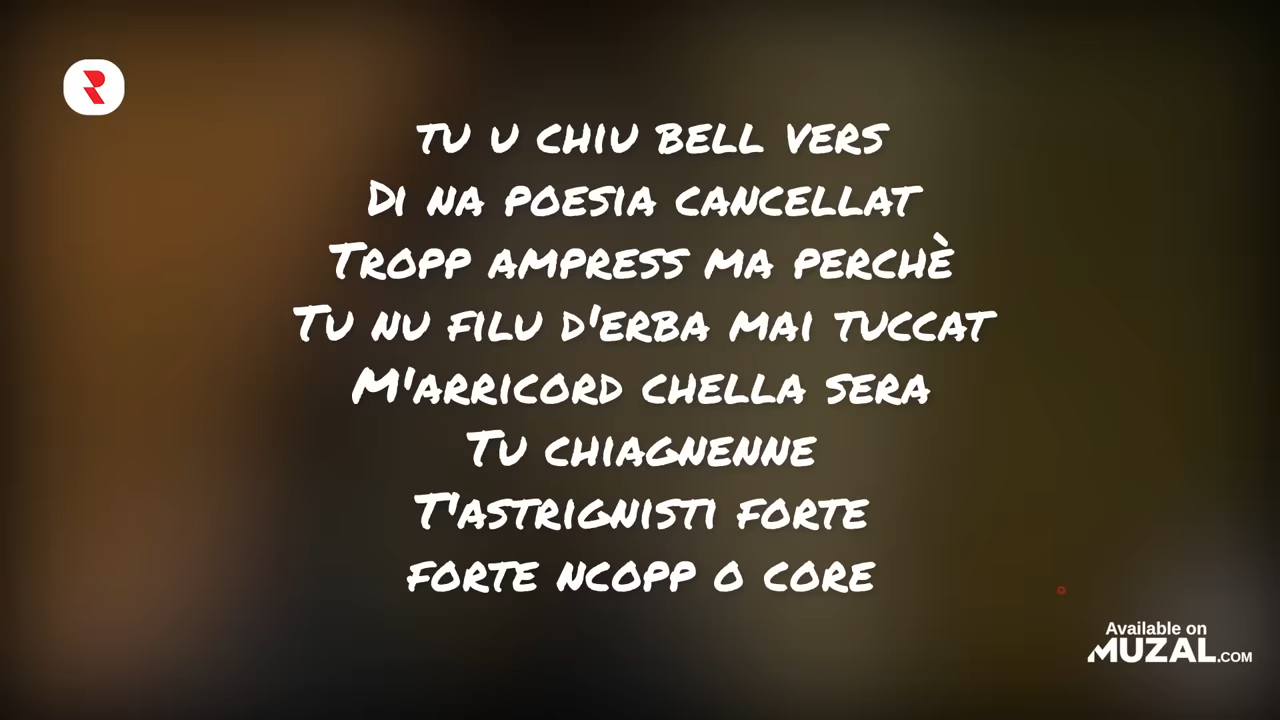 TU U CHIU BELL VERS
DI NA POESIA CANCELLAT
TROPP AMPRESS MA PERCHÈ
TU NU FILU D'ERBA MAI TUCCAT
M'ARRICORD CHELLA SERA
TU CHIAGNENNE
T'ASTRIGNISTI FORTE
FORTE NCOPP O CORE
Available on
MUZAL.COM